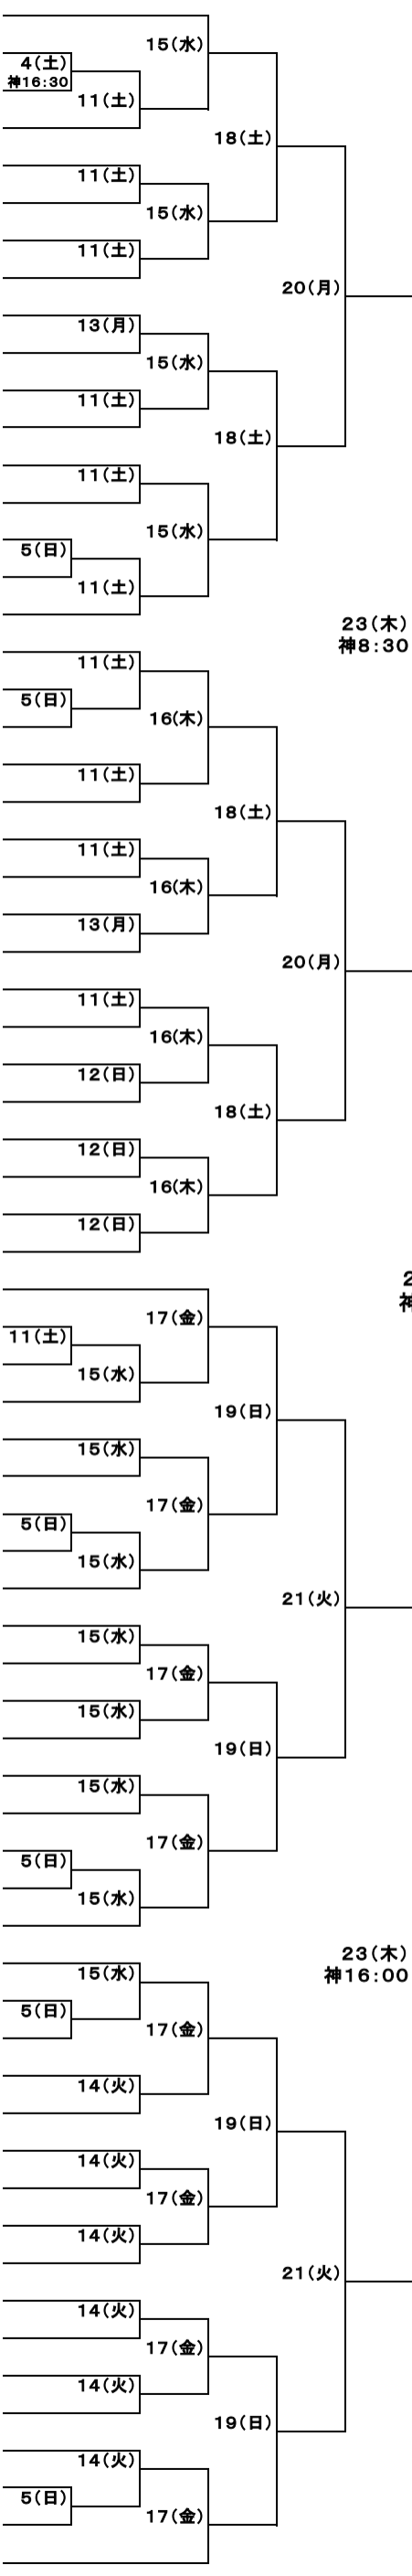 15(水)
4(土)
神16:30
11(土)
18(土)
11(土)
15(水)
11(土)
20(月)
13(月)
15(水)
11(土)
18(土)
11(土)
15(水)
5(日)
11(土)
23(木)
神8:30
11(土)
5(日)
16(木)
11(土)
18(土)
11(土)
16(木)
13(月)
20(月)
11(土)
16(木)
12(日)
18(土)
12(日)
16(木)
12(日)
2
神
17(金)
11(土)
15(水)
19(日)
15(水)
17(金)
5(日)
15(水)
21(火)
15(水)
17(金)
15(水)
19(日)
15(水)
17(金)
5(日)
15(水)
23(木)
神16:00
15(水)
5(日)
17(金)
14(火)
19(日)
14(火)
17(金)
14(火)
21(火)
14(火)
17(金)
14(火)
19(日)
14(火)
5(日)
17(金)